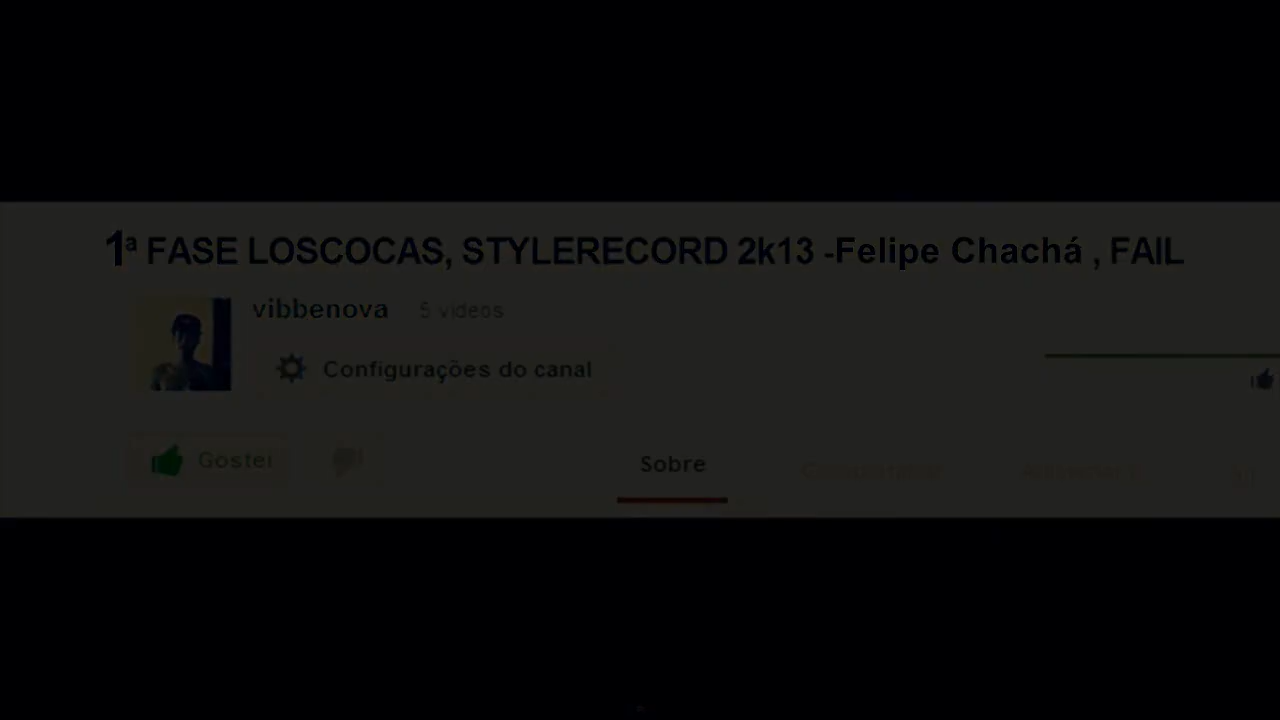 1ª FASE LOSCOCAS, STYLERECORD 2k13 -Felipe Chachá , FAIL
vibbenova 5 vídeos
Configurações do canal
Gostei Sobre